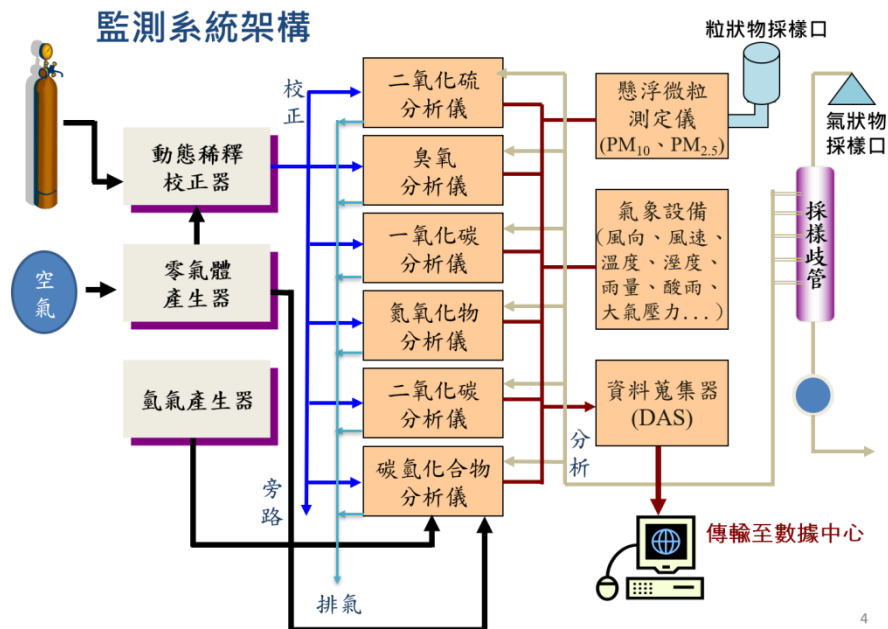 監測系統架構
粒狀物採樣口
氣狀物
採樣口
校正
二氧化硫
分析儀
懸浮微粒
測定儀
(PM10、PM2.5)
動態稀釋
校正器
臭氧
分析儀
採樣歧管
空氣
零氣體
產生器
一氧化碳
分析儀
氣象設備
(風向、風速、
溫度、溼度、
雨量、酸雨、
大氣壓力...)
氮氧化物
分析儀
氫氣產生器
二氧化碳
分析儀
資料蒐集器
(DAS)
分析
旁路
碳氫化合物
分析儀
傳輸至數據中心
排氣
4